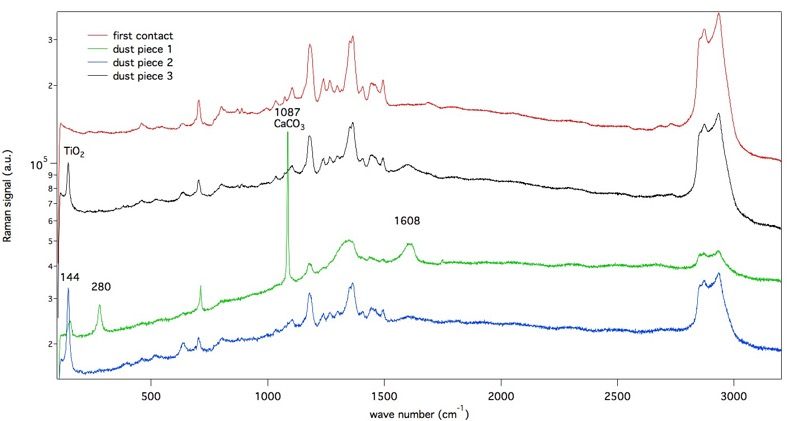 first contact
dust piece 1
dust piece 2
dust piece 3
3
2
10⁵
9
8
7
6
5
4
3
2
TiO₂
1087
CaCO₃
1608
144
280
Raman signal (a.u.)
500 1000 1500 2000 2500 3000
wave number (cm⁻¹)